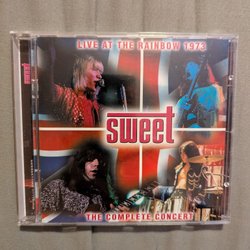 LIVE AT THE RAINBOW 1973
sweet
THE COMPLETE CONCERT